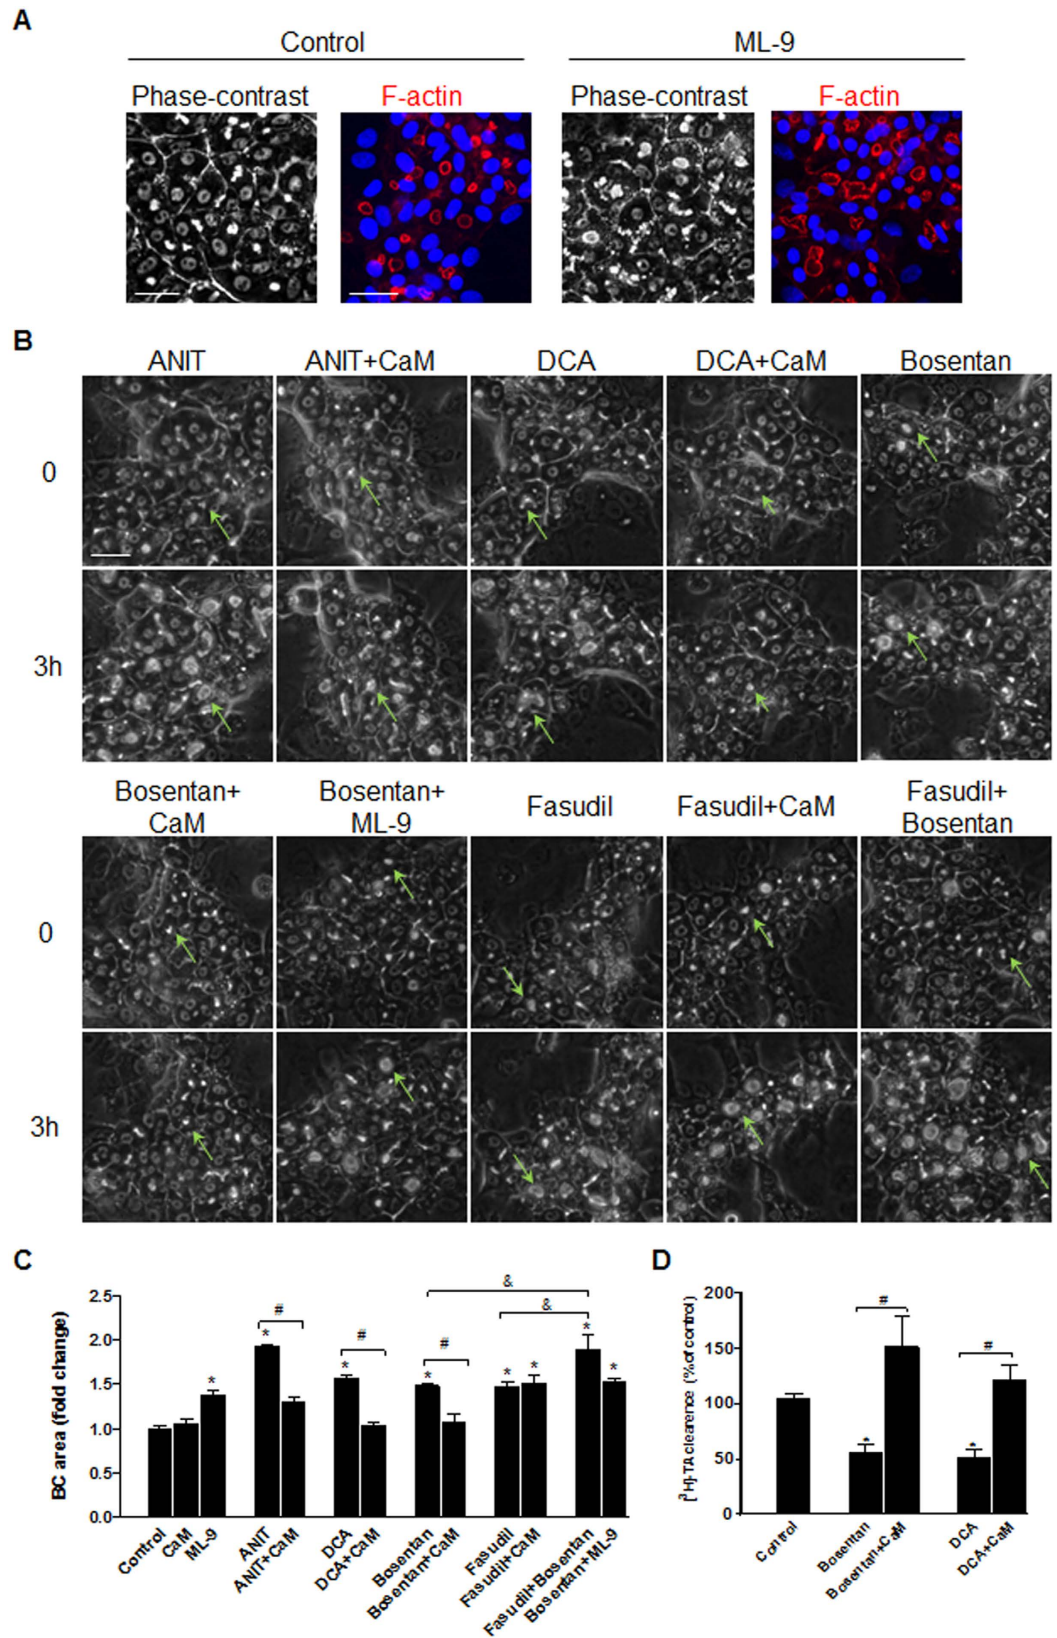 A
Control
ML-9
Phase-contrast
F-actin
Phase-contrast
F-actin
B
ANIT
ANIT+CaM
DCA
DCA+CaM
Bosentan
0
3h
Bosentan+
CaM
Bosentan+
ML-9
Fasudil
Fasudil+CaM
Fasudil+
Bosentan
0
3h
C
BC area (fold change)
2.5
2.0
1.5
1.0
0.5
0.0
*
*
#
*
#
*
#
*
*
&
&
*
*
Control
CaM
ML-9
ANIT
ANIT+CaM
DCA
DCA+CaM
Bosentan
Bosentan+CaM
Fasudil
Fasudil+CaM
Fasudil+Bosentan
Bosentan+ML-9
D
[³H]-TA clearence (% of control)
200
150
100
50
0
*
#
*
#
Control
Bosentan
Bosentan+CaM
DCA
DCA+CaM